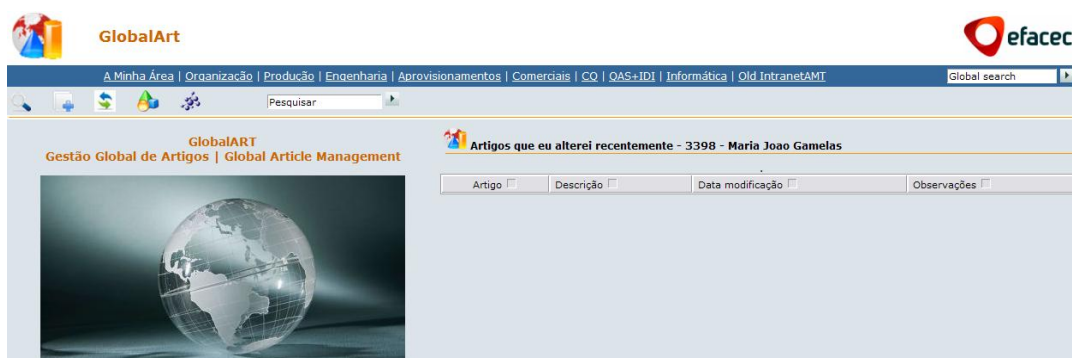 GlobalArt
efacec
A Minha Área | Organização | Produção | Engenharia | Aprovisionamentos | Comerciais | CQ | QAS+IDI | Informática | Old IntranetAMT
Global search
Pesquisar
GlobalART
Gestão Global de Artigos | Global Article Management
Artigos que eu alterei recentemente - 3398 - Maria Joao Gamelas
.
Artigo Descrição Data modificação Observações